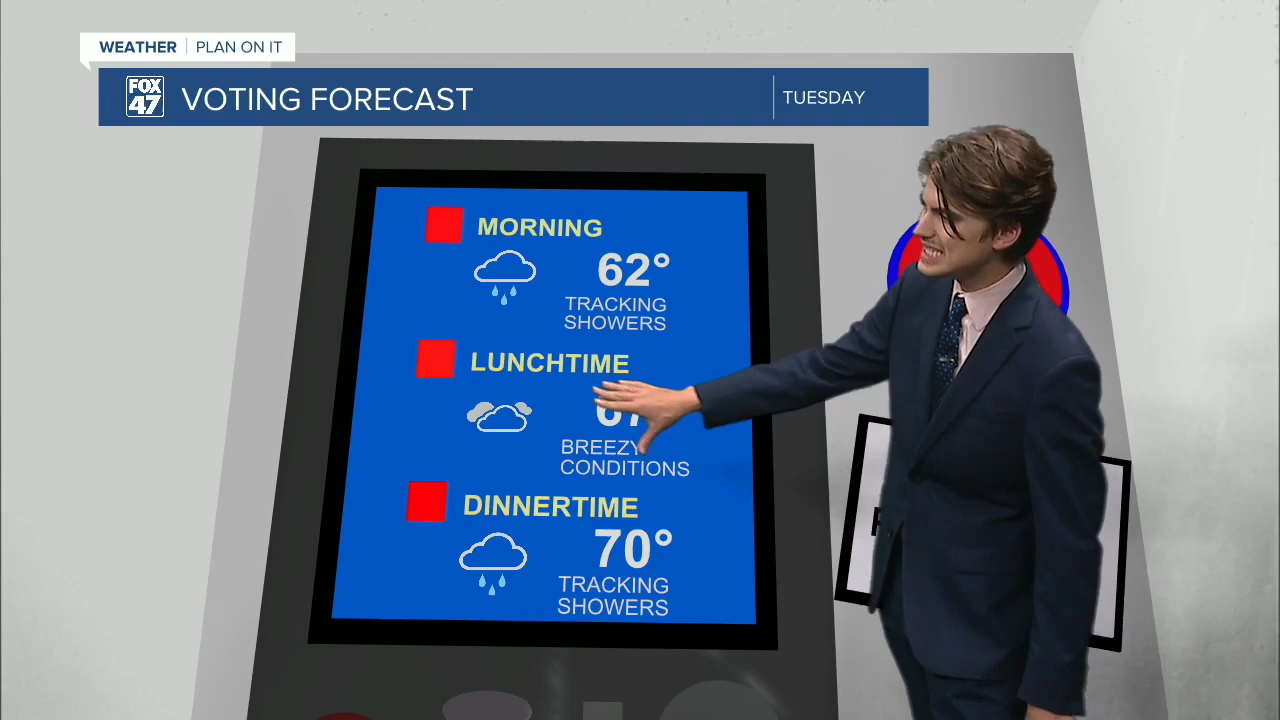 WEATHER PLAN ON IT
FOX
47
VOTING FORECAST
TUESDAY
MORNING
62°
TRACKING
SHOWERS
LUNCHTIME
BREEZY
CONDITIONS
DINNERTIME
70°
TRACKING
SHOWERS